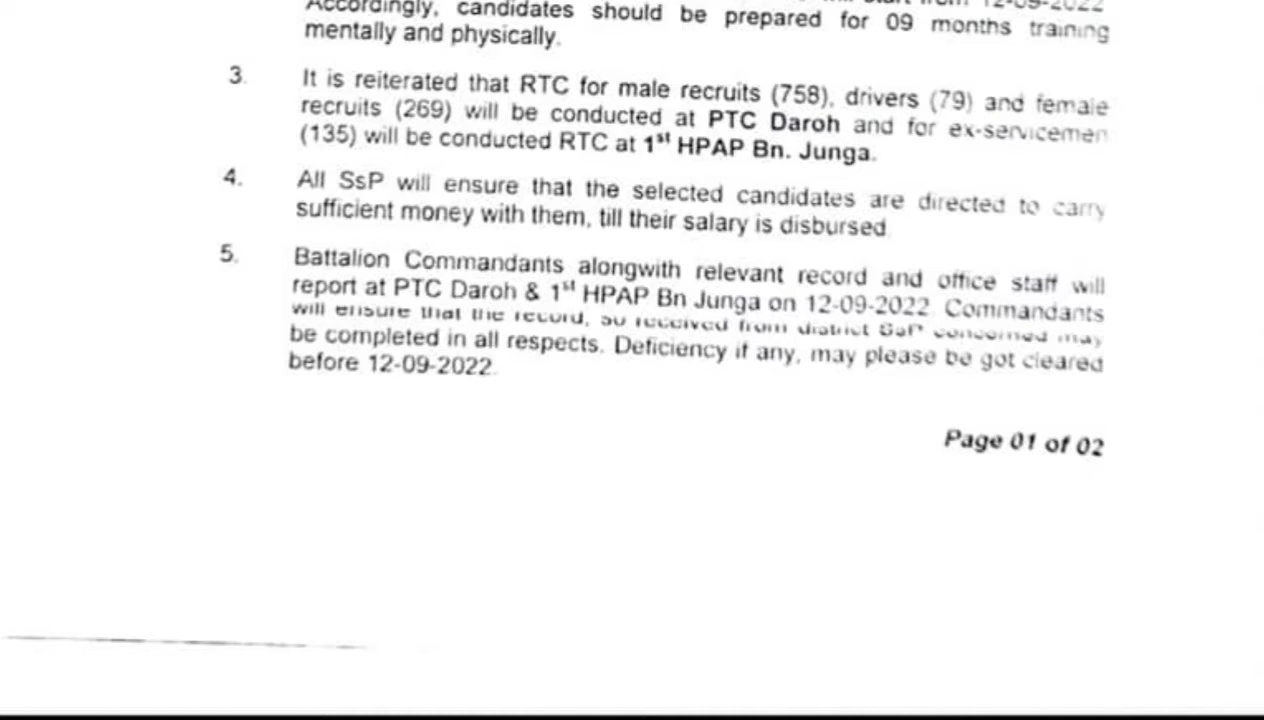 start from 12-09-2022
Accordingly, candidates should be prepared for 09 months training
mentally and physically.
3. It is reiterated that RTC for male recruits (758), drivers (79) and female
recruits (269) will be conducted at PTC Daroh and for ex-servicemen
(135) will be conducted RTC at 1st HPAP Bn. Junga.
4. All SsP will ensure that the selected candidates are directed to carry
sufficient money with them, till their salary is disbursed.
5. Battalion Commandants alongwith relevant record and office staff will
report at PTC Daroh & 1st HPAP Bn Junga on 12-09-2022. Commandants
will ensure that the record, so received from district SsP concerned may
be completed in all respects. Deficiency if any, may please be got cleared
before 12-09-2022.
Page 01 of 02